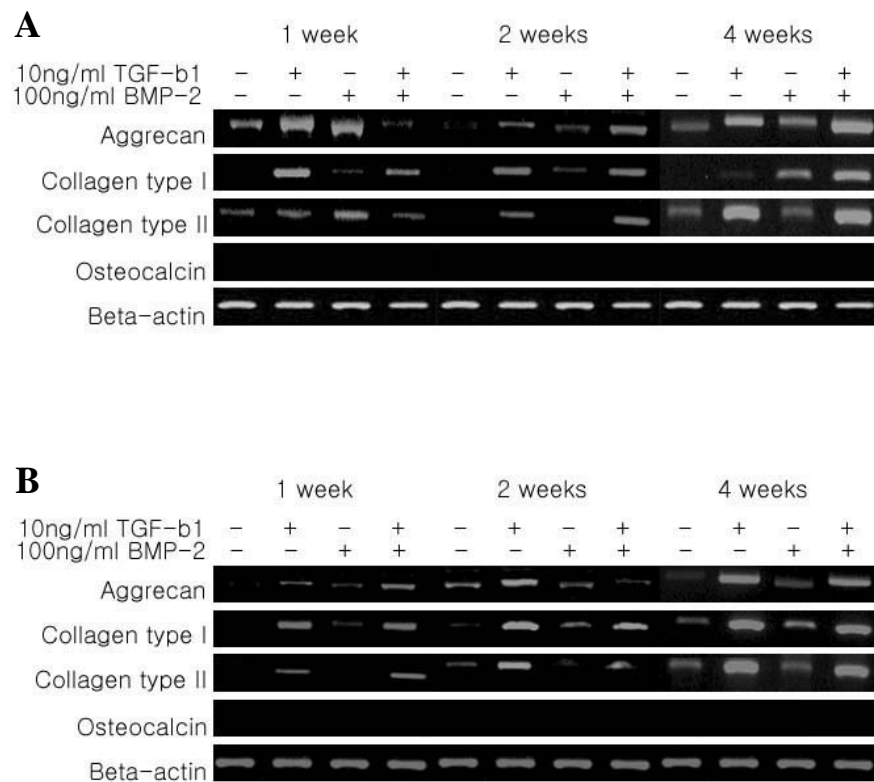 A
1 week 2 weeks 4 weeks
10ng/ml TGF-b1 − + − + − + − + − + − +
100ng/ml BMP-2 − − + + − − + + − − + +
Aggrecan
Collagen type I
Collagen type II
Osteocalcin
Beta-actin
B
1 week 2 weeks 4 weeks
10ng/ml TGF-b1 − + − + − + − + − + − +
100ng/ml BMP-2 − − + + − − + + − − + +
Aggrecan
Collagen type I
Collagen type II
Osteocalcin
Beta-actin